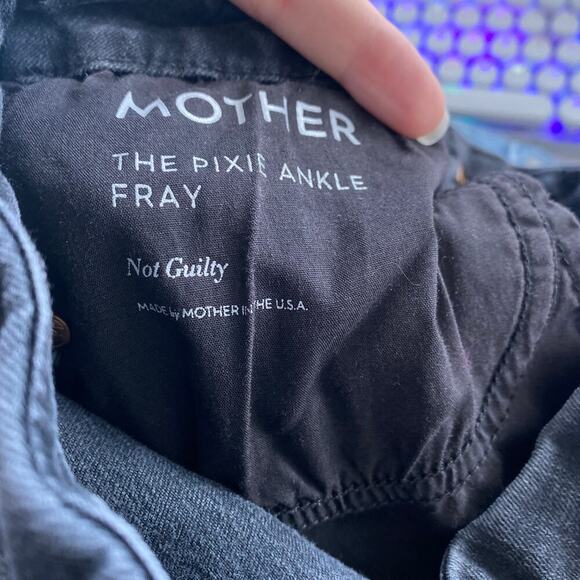 MOTHER
THE PIXIE ANKLE
FRAY
Not Guilty
MADE by MOTHER IN THE U.S.A.